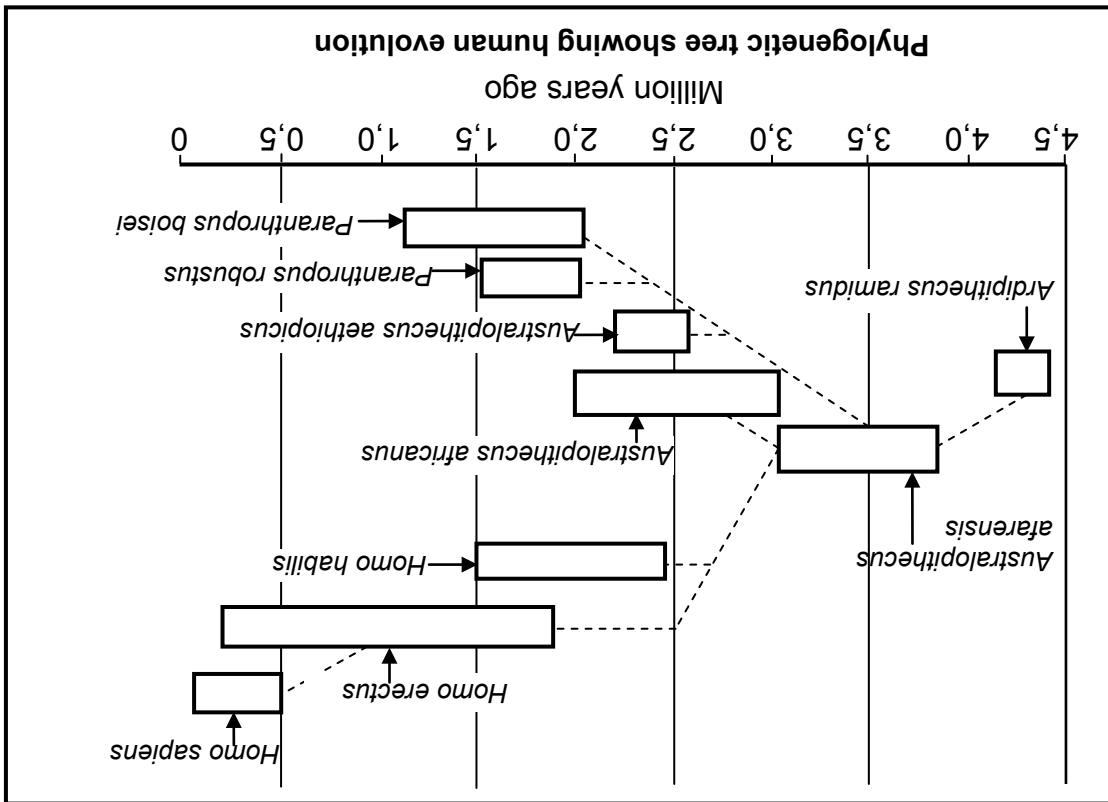 Homo sapiens
Homo erectus
Homo habilis
Australopithecus
afarensis
Australopithecus africanus
Australopithecus aethiopicus
Ardipithecus ramidus
Paranthropus robustus
Paranthropus boisei
4,5 4,0 3,5 3,0 2,5 2,0 1,5 1,0 0,5 0
Million years ago
Phylogenetic tree showing human evolution